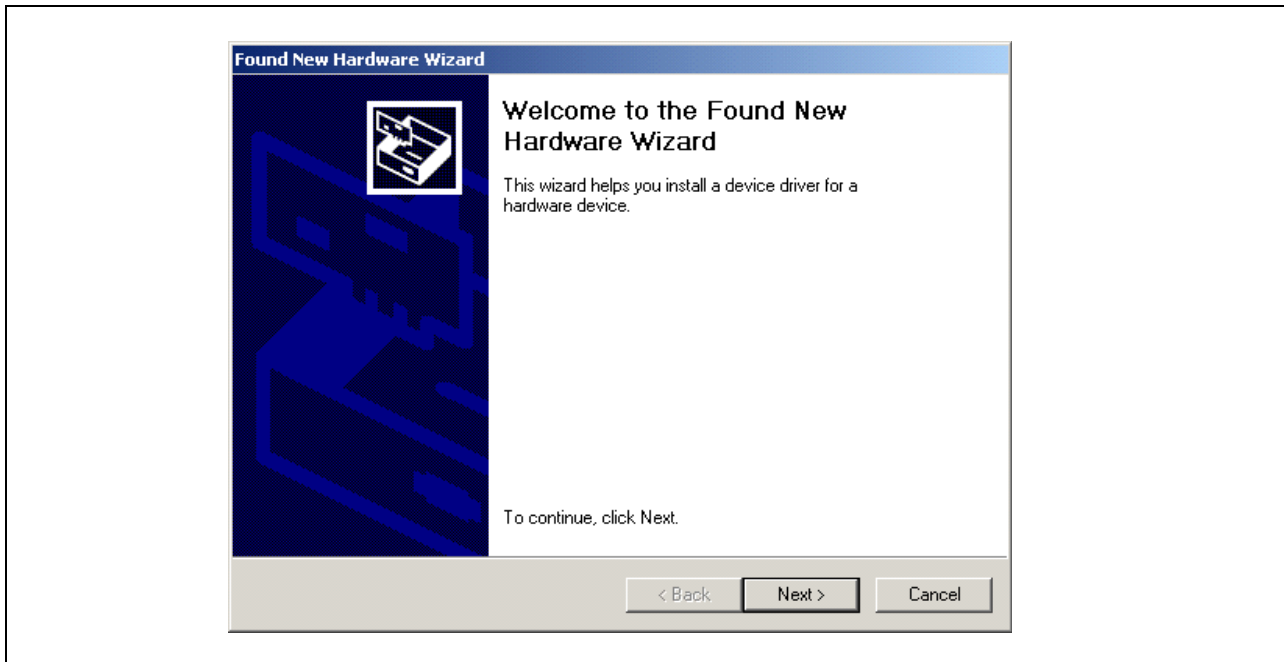 Found New Hardware Wizard
Welcome to the Found New
Hardware Wizard
This wizard helps you install a device driver for a
hardware device.
To continue, click Next.
< Back
Next >
Cancel